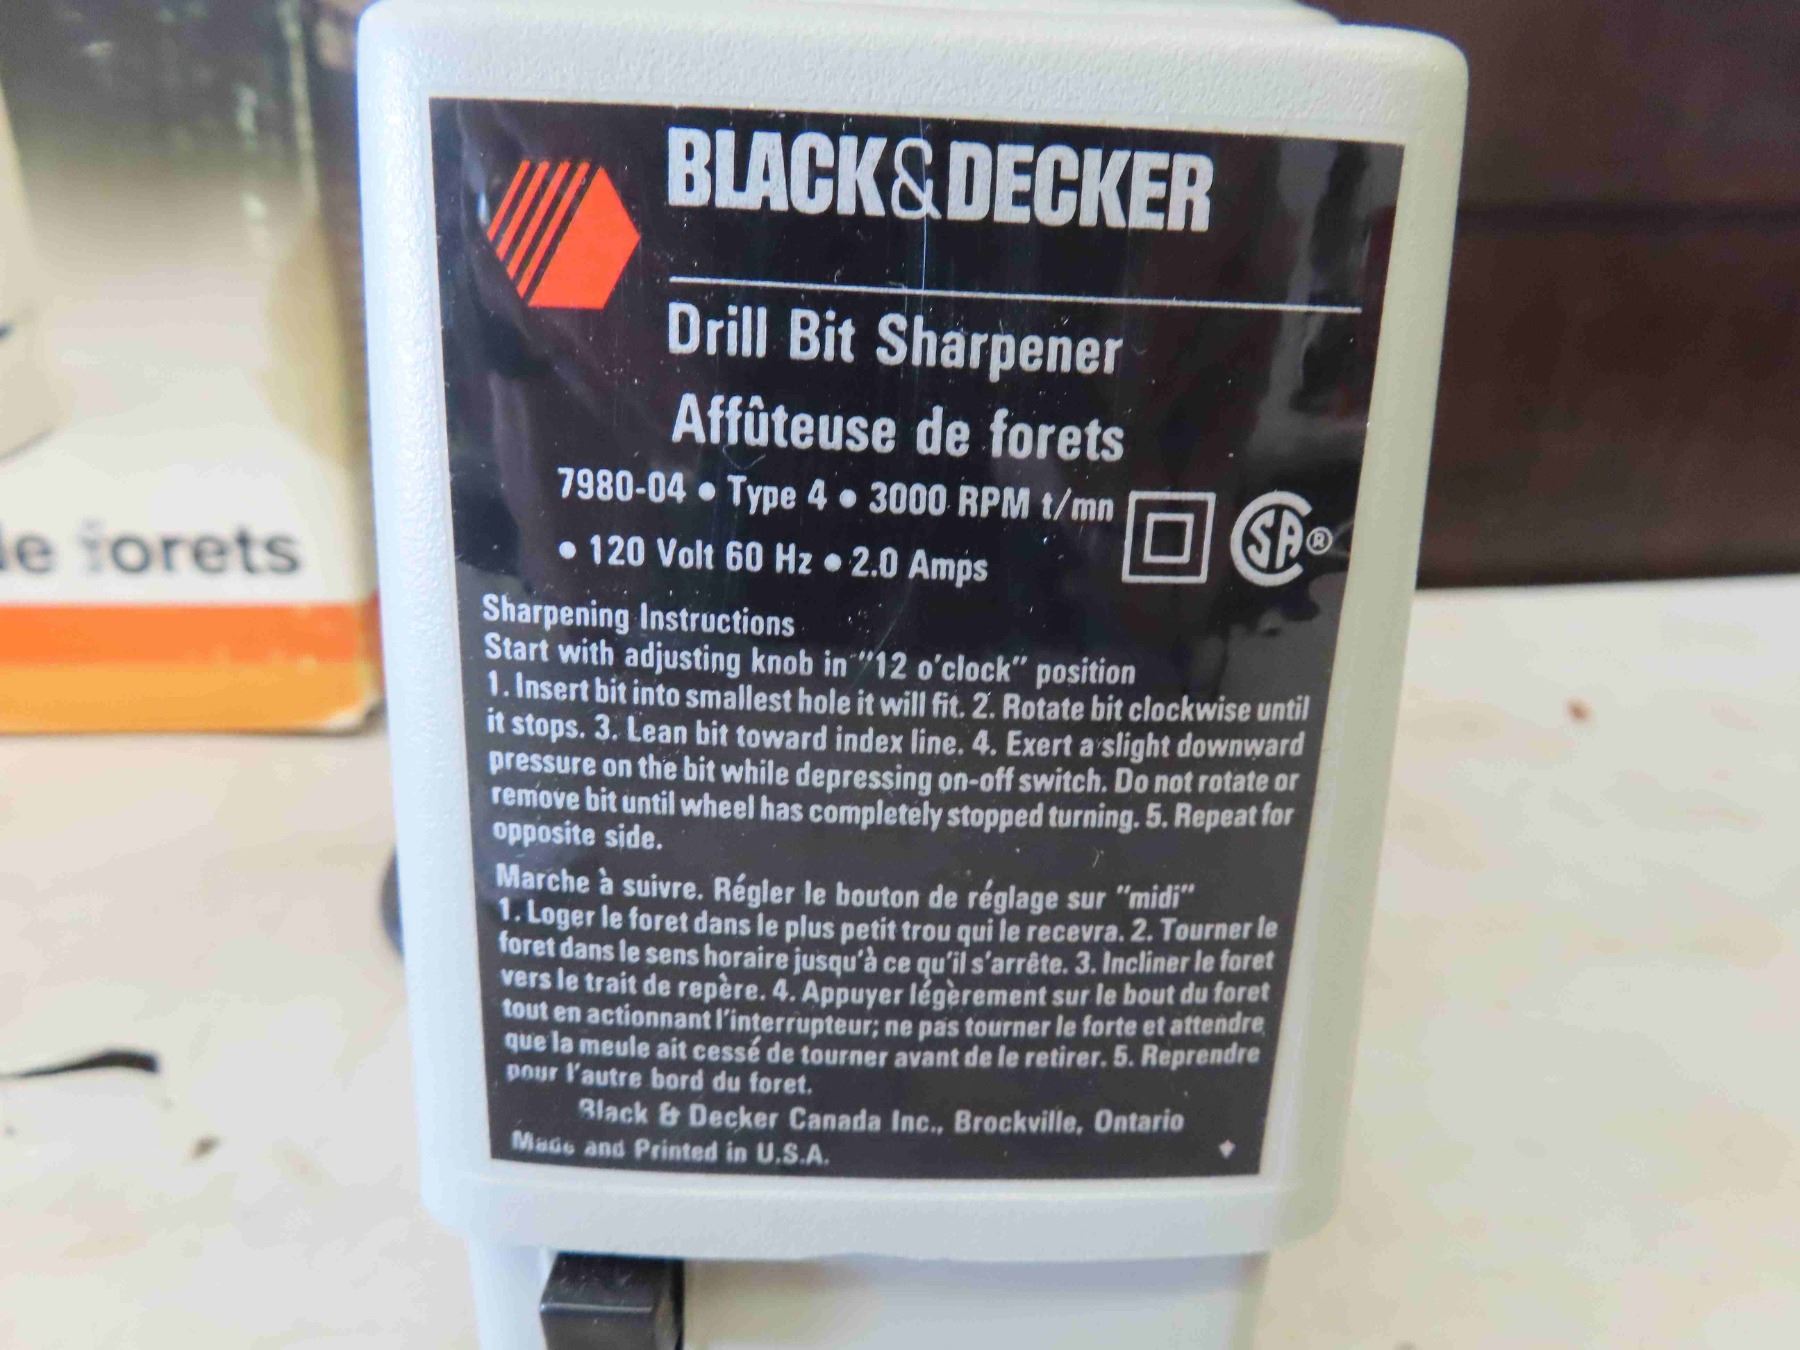 BLACK&DECKER
Drill Bit Sharpener
Affûteuse de forets
7980-04 • Type 4 • 3000 RPM t/mn
• 120 Volt 60 Hz • 2.0 Amps
SA®
Sharpening Instructions
Start with adjusting knob in "12 o'clock" position
1. Insert bit into smallest hole it will fit. 2. Rotate bit clockwise until
it stops. 3. Lean bit toward index line. 4. Exert a slight downward
pressure on the bit while depressing on-off switch. Do not rotate or
remove bit until wheel has completely stopped turning. 5. Repeat for
opposite side.
Marche à suivre. Régler le bouton de réglage sur "midi"
1. Loger le foret dans le plus petit trou qui le recevra. 2. Tourner le
foret dans le sens horaire jusqu'à ce qu'il s'arrête. 3. Incliner le foret
vers le trait de repère. 4. Appuyer légèrement sur le bout du foret
tout en actionnant l'interrupteur; ne pas tourner le forte et attendre
que la meule ait cessé de tourner avant de le retirer. 5. Reprendre
pour l'autre bord du foret.
Black & Decker Canada Inc., Brockville, Ontario
Made and Printed in U.S.A.
de forets